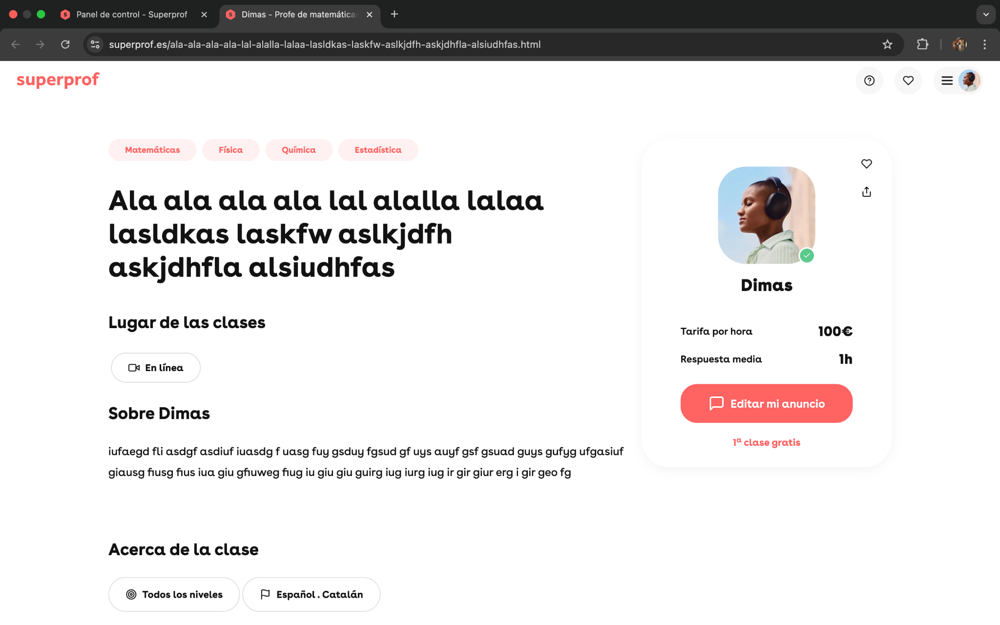 Panel de control - Superprof
Dimas - Profe de matemáticas
superprof.es/ala-ala-ala-ala-lal-alalla-lalaa-lasldkas-laskfw-aslkjdfh-askjdhfla-alsiudhfas.html
superprof
Matemáticas Física Química Estadística
Ala ala ala ala lal alalla lalaa
lasldkas laskfw aslkjdfh
askjdhfla alsiudhfas
Lugar de las clases
En línea
Sobre Dimas
iufaegd fli asdgf asdiuf iuasdg f uasg fuy gsduy fgsud gf uys auyf gsf gsuad guys gufyg ufgasiuf
giausg fiusg fius iua giu gfiuweg fiug iu giu giu guirg iug iurg iug ir gir giur erg i gir geo fg
Acerca de la clase
Todos los niveles
Español . Catalán
Dimas
Tarifa por hora 100€
Respuesta media 1h
Editar mi anuncio
1ª clase gratis